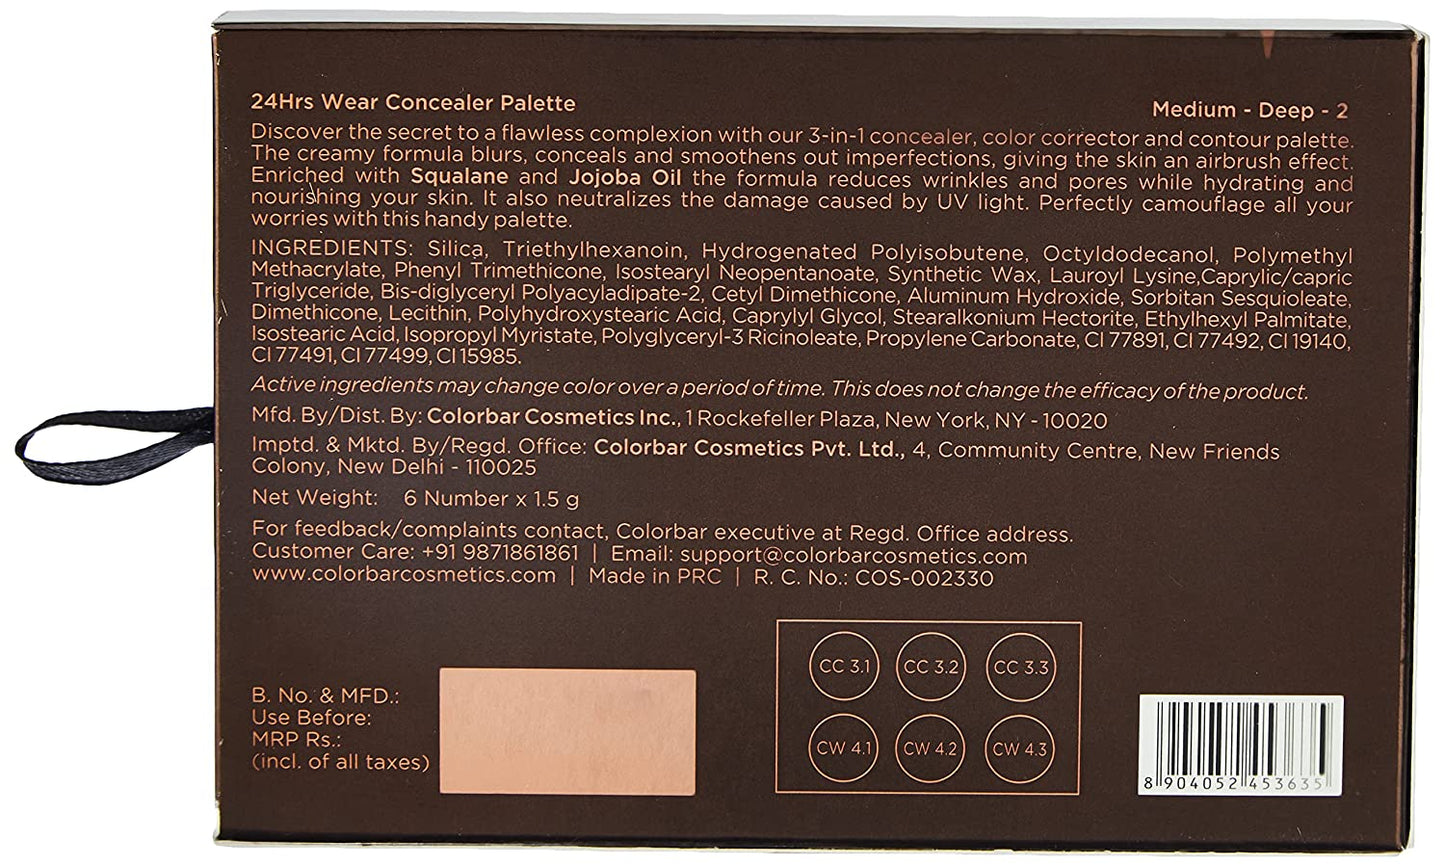 24Hrs Wear Concealer Palette
Medium - Deep - 2
Discover the secret to a flawless complexion with our 3-in-1 concealer, color corrector and contour palette.
The creamy formula blurs, conceals and smoothens out imperfections, giving the skin an airbrush effect.
Enriched with Squalane and Jojoba Oil the formula reduces wrinkles and pores while hydrating and
nourishing your skin. It also neutralizes the damage caused by UV light. Perfectly camouflage all your
worries with this handy palette.
INGREDIENTS: Silica, Triethylhexanoin, Hydrogenated Polyisobutene, Octyldodecanol, Polymethyl
Methacrylate, Phenyl Trimethicone, Isostearyl Neopentanoate, Synthetic Wax, Lauroyl Lysine,Caprylic/capric
Triglyceride, Bis-diglyceryl Polyacyladipate-2, Cetyl Dimethicone, Aluminum Hydroxide, Sorbitan Sesquioleate,
Dimethicone, Lecithin, Polyhydroxystearic Acid, Caprylyl Glycol, Stearalkonium Hectorite, Ethylhexyl Palmitate,
Isostearic Acid, Isopropyl Myristate, Polyglyceryl-3 Ricinoleate, Propylene Carbonate, CI 77891, CI 77492, CI 19140,
CI 77491, CI 77499, CI 15985.
Active ingredients may change color over a period of time. This does not change the efficacy of the product.
Mfd. By/Dist. By: Colorbar Cosmetics Inc., 1 Rockefeller Plaza, New York, NY - 10020
Imptd. & Mktd. By/Regd. Office: Colorbar Cosmetics Pvt. Ltd., 4, Community Centre, New Friends
Colony, New Delhi - 110025
Net Weight: 6 Number x 1.5 g
For feedback/complaints contact, Colorbar executive at Regd. Office address.
Customer Care: +91 9871861861 | Email: support@colorbarcosmetics.com
www.colorbarcosmetics.com | Made in PRC | R. C. No.: COS-002330
CC 3.1 CC 3.2 CC 3.3
CW 4.1 CW 4.2 CW 4.3
B. No. & MFD.:
Use Before:
MRP Rs.:
(incl. of all taxes)
8 904052 453635